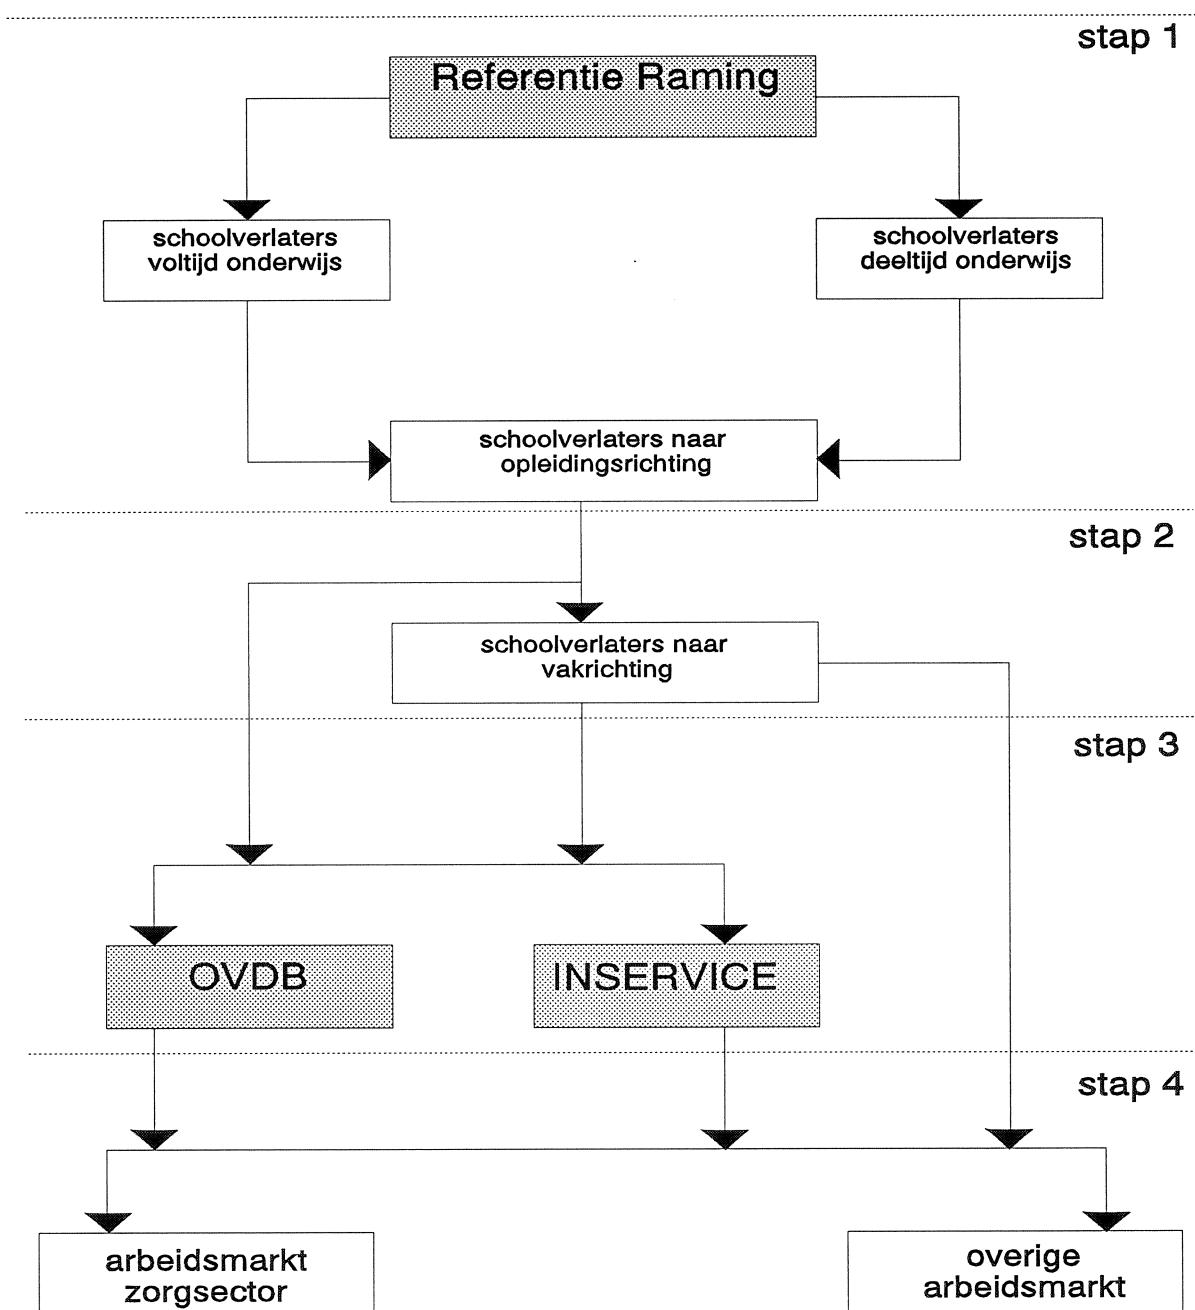 stap 1
Referentie Raming
schoolverlaters
voltijd onderwijs
schoolverlaters
deeltijd onderwijs
schoolverlaters naar
opleidingsrichting
stap 2
schoolverlaters naar
vakrichting
stap 3
OVDB
INSERVICE
stap 4
arbeidsmarkt
zorgsector
overige
arbeidsmarkt